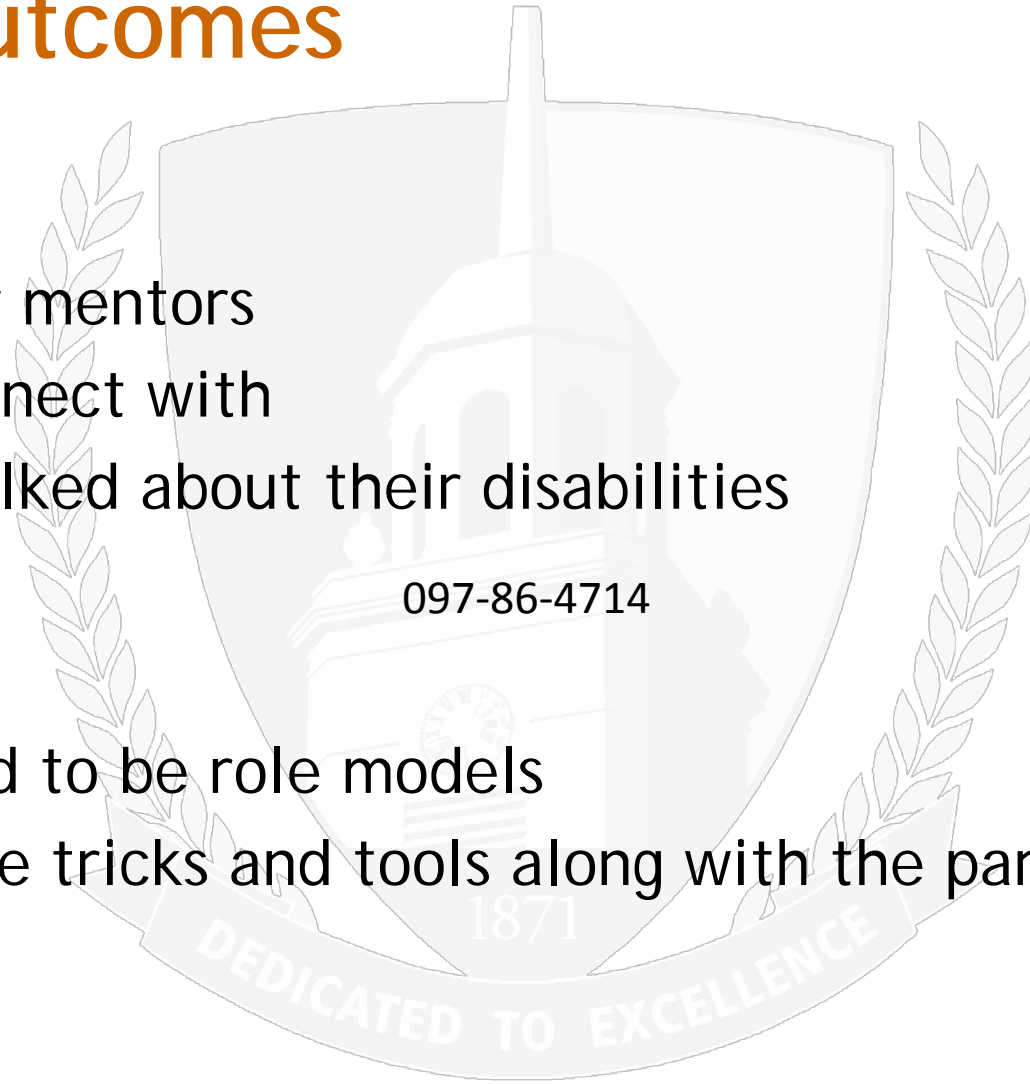 utcomes
mentors
nnect with
lked about their disabilities
097-86-4714
d to be role models
e tricks and tools along with the par
1871
DEDICATED TO EXCELLENCE